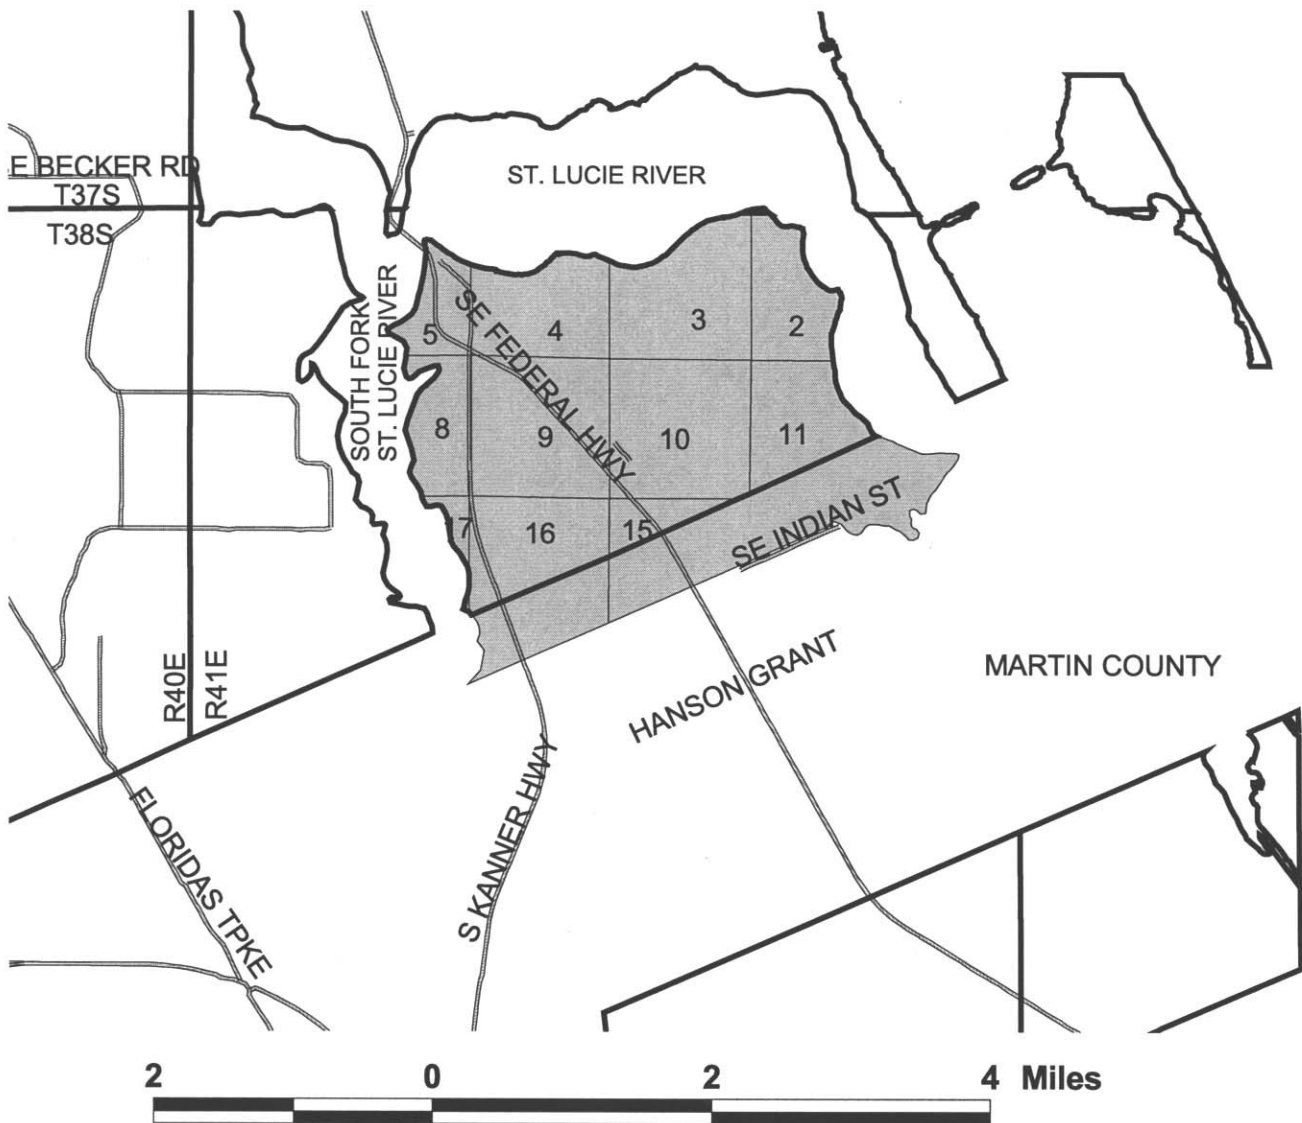 E BECKER RD
T37S
T38S
ST. LUCIE RIVER
SOUTH FORK
ST. LUCIE RIVER
SE FEDERAL HWY
5
4
3
2
8
9
10
11
17
16
15
SE INDIAN ST
R40E
R41E
HANSON GRANT
MARTIN COUNTY
FLORIDAS TPKE
S KANNER HWY
2 0 2 4 Miles